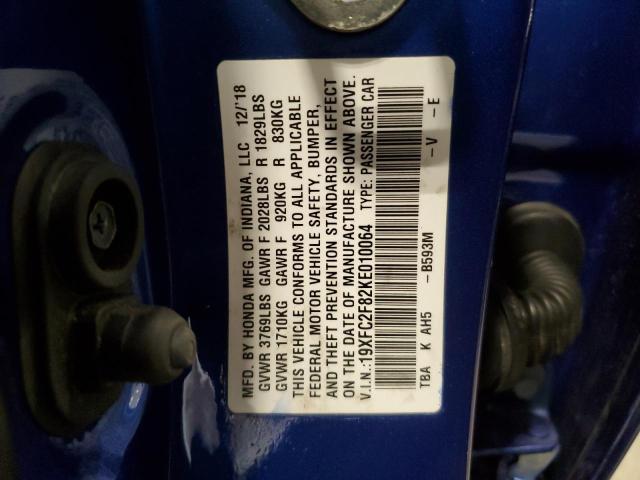 MFD. BY HONDA MFG. OF INDIANA, LLC 12/'18
GVWR 3769LBS GAWR F 2028LBS R 1829LBS
GVWR 1710KG GAWR F 920KG R 830KG
THIS VEHICLE CONFORMS TO ALL APPLICABLE
FEDERAL MOTOR VEHICLE SAFETY, BUMPER,
AND THEFT PREVENTION STANDARDS IN EFFECT
ON THE DATE OF MANUFACTURE SHOWN ABOVE.
V.I.N.:19XFC2F82KE010064 TYPE: PASSENGER CAR
TBA K AH5 -B593M -V -E